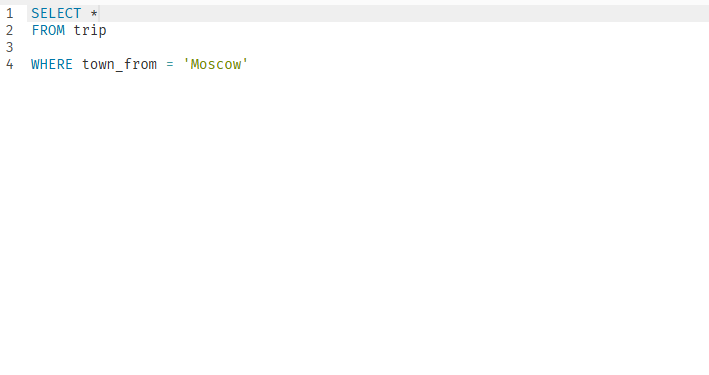 1 SELECT *
2 FROM trip
3
4 WHERE town_from = 'Moscow'